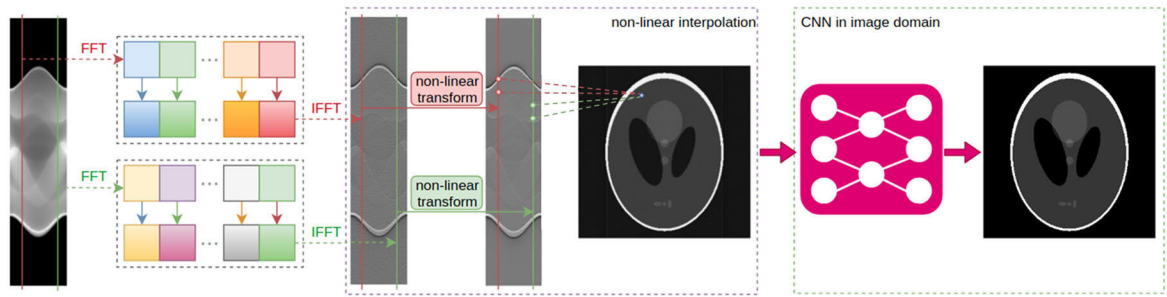 non-linear interpolation
CNN in image domain
FFT
IFFT
non-linear
transform
FFT
IFFT
non-linear
transform